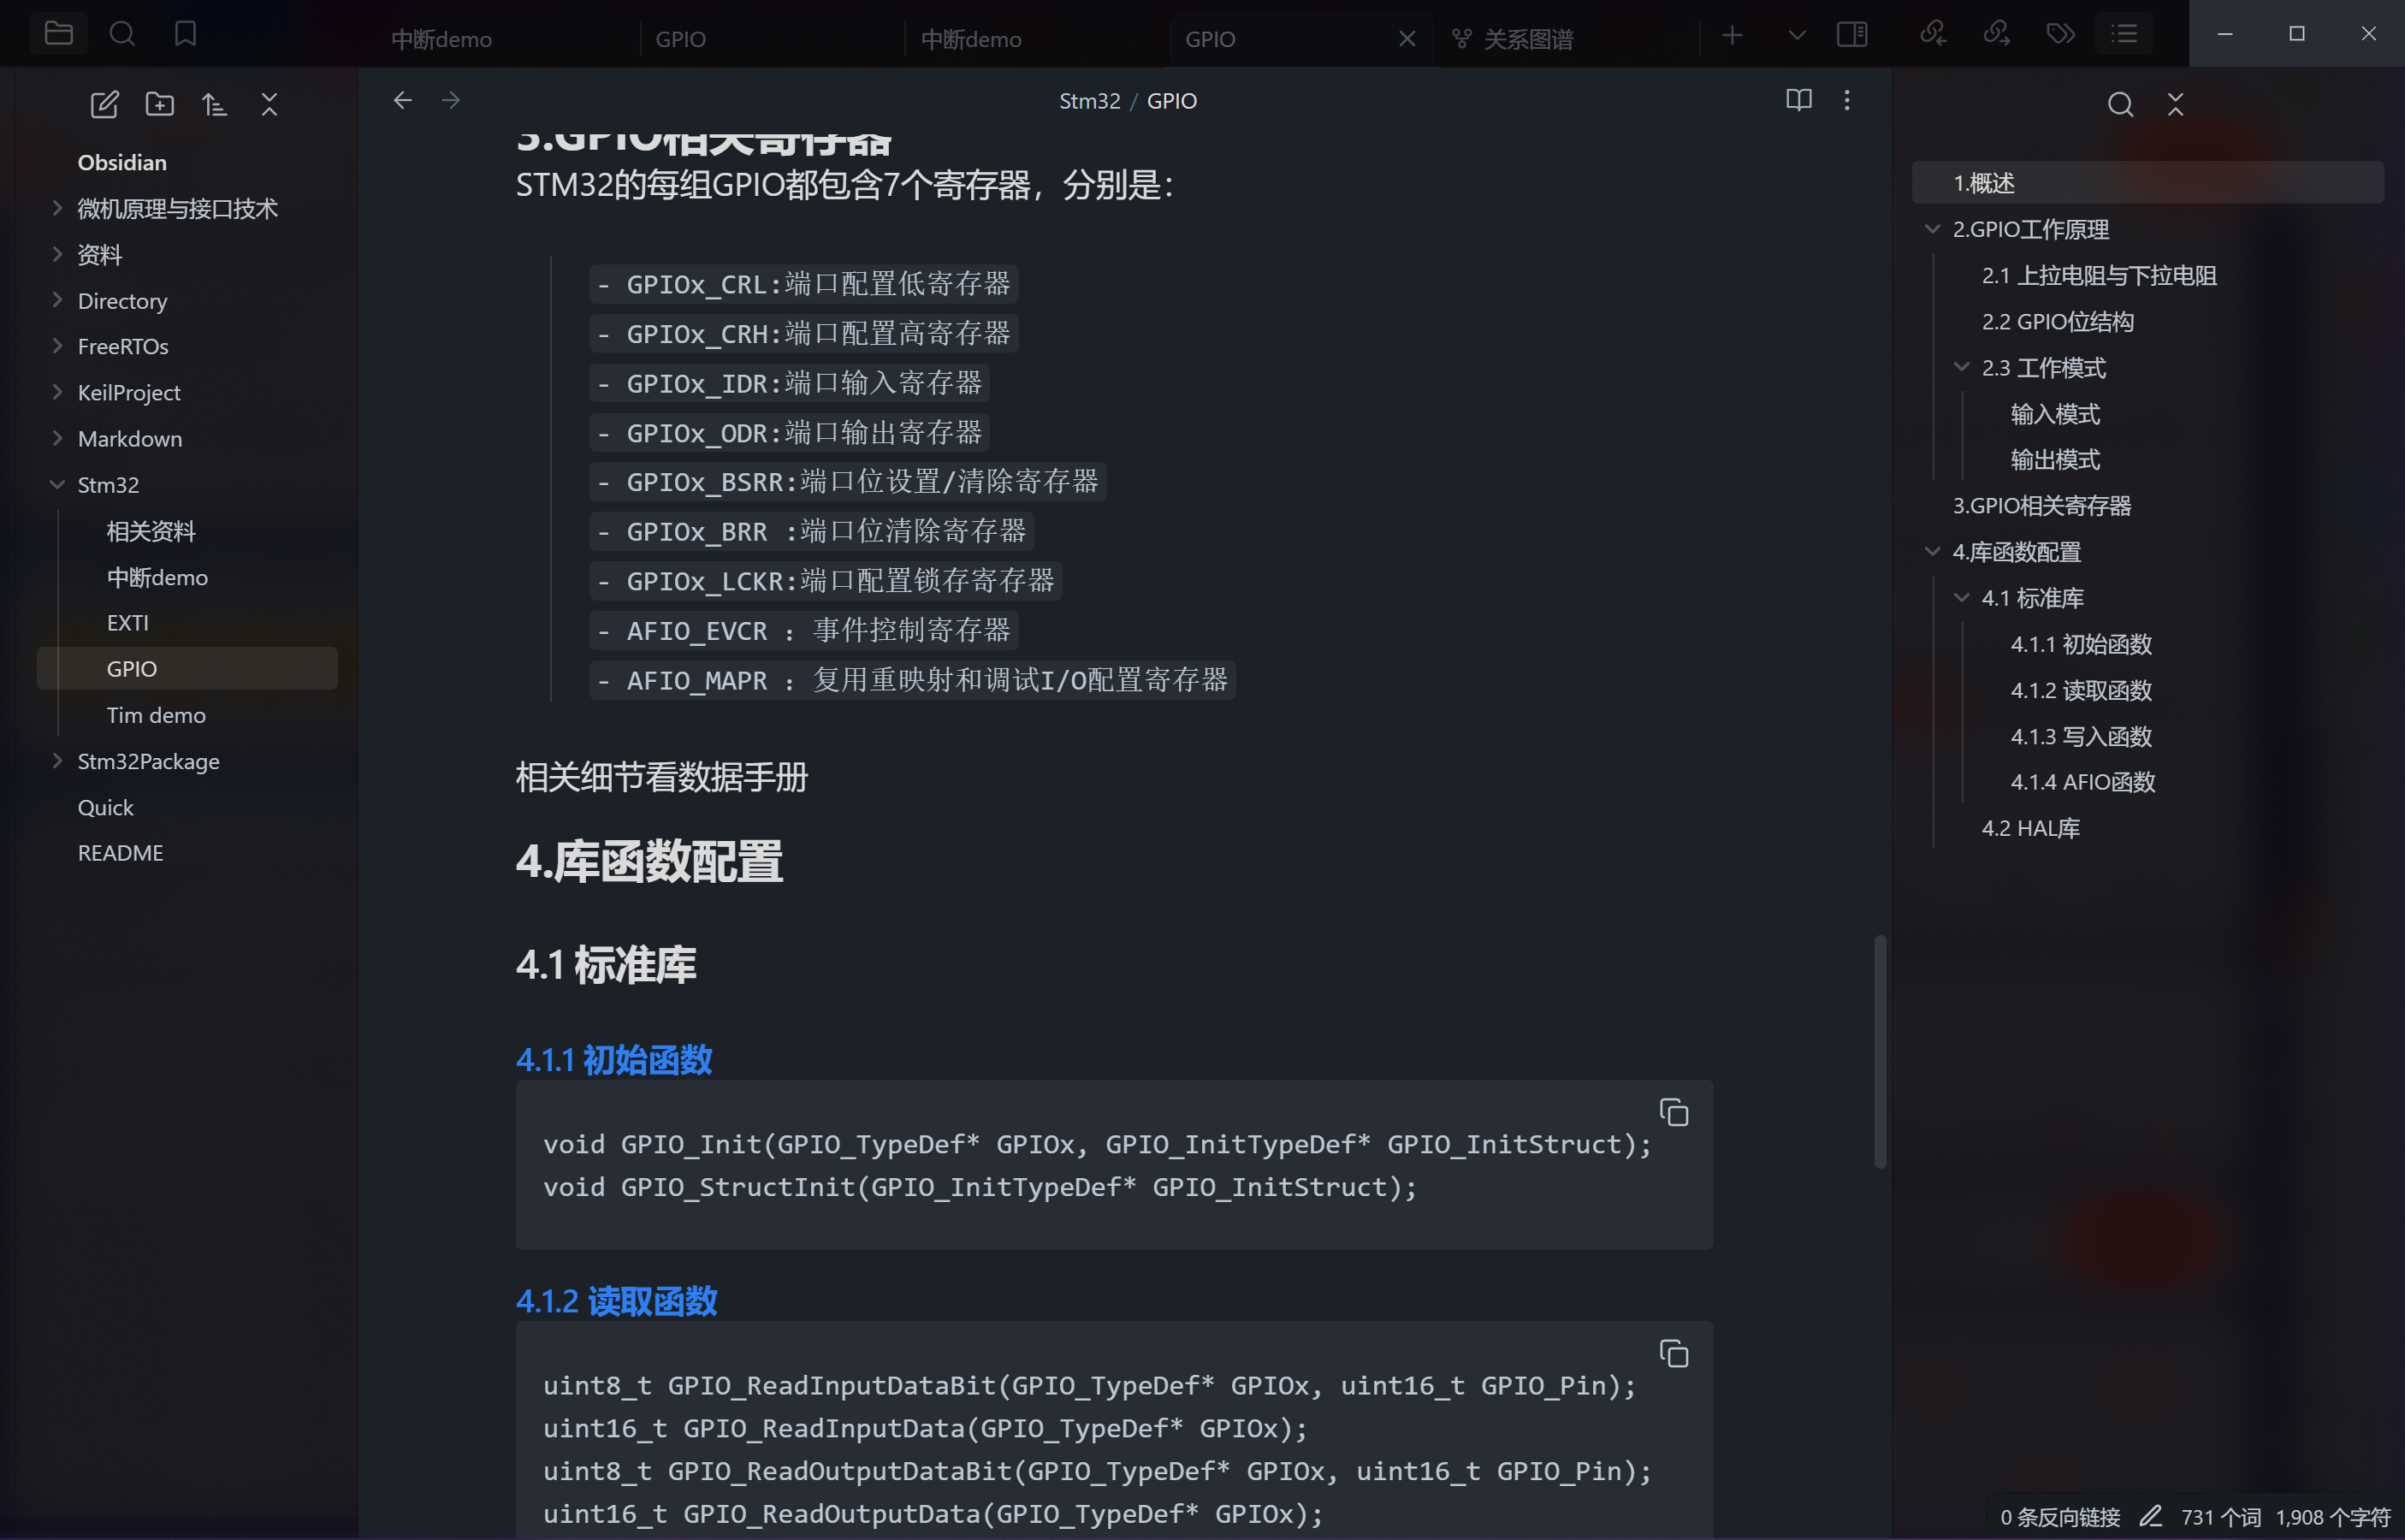 中断demo
GPIO
中断demo
GPIO
关系图谱
Obsidian
微机原理与接口技术
资料
Directory
FreeRTOs
KeilProject
Markdown
Stm32
相关资料
中断demo
EXTI
GPIO
Tim demo
Stm32Package
Quick
README
Stm32 / GPIO
3.GPIO相关寄存器
STM32的每组GPIO都包含7个寄存器，分别是：
- GPIOx_CRL:端口配置低寄存器
- GPIOx_CRH:端口配置高寄存器
- GPIOx_IDR:端口输入寄存器
- GPIOx_ODR:端口输出寄存器
- GPIOx_BSRR:端口位设置/清除寄存器
- GPIOx_BRR :端口位清除寄存器
- GPIOx_LCKR:端口配置锁存寄存器
- AFIO_EVCR ：事件控制寄存器
- AFIO_MAPR ：复用重映射和调试I/O配置寄存器
相关细节看数据手册
4.库函数配置
4.1 标准库
4.1.1 初始函数
void GPIO_Init(GPIO_TypeDef* GPIOx, GPIO_InitTypeDef* GPIO_InitStruct);
void GPIO_StructInit(GPIO_InitTypeDef* GPIO_InitStruct);
4.1.2 读取函数
uint8_t GPIO_ReadInputDataBit(GPIO_TypeDef* GPIOx, uint16_t GPIO_Pin);
uint16_t GPIO_ReadInputData(GPIO_TypeDef* GPIOx);
uint8_t GPIO_ReadOutputDataBit(GPIO_TypeDef* GPIOx, uint16_t GPIO_Pin);
uint16_t GPIO_ReadOutputData(GPIO_TypeDef* GPIOx);
1.概述
2.GPIO工作原理
2.1 上拉电阻与下拉电阻
2.2 GPIO位结构
2.3 工作模式
输入模式
输出模式
3.GPIO相关寄存器
4.库函数配置
4.1 标准库
4.1.1 初始函数
4.1.2 读取函数
4.1.3 写入函数
4.1.4 AFIO函数
4.2 HAL库
0 条反向链接 731 个词 1,908 个字符